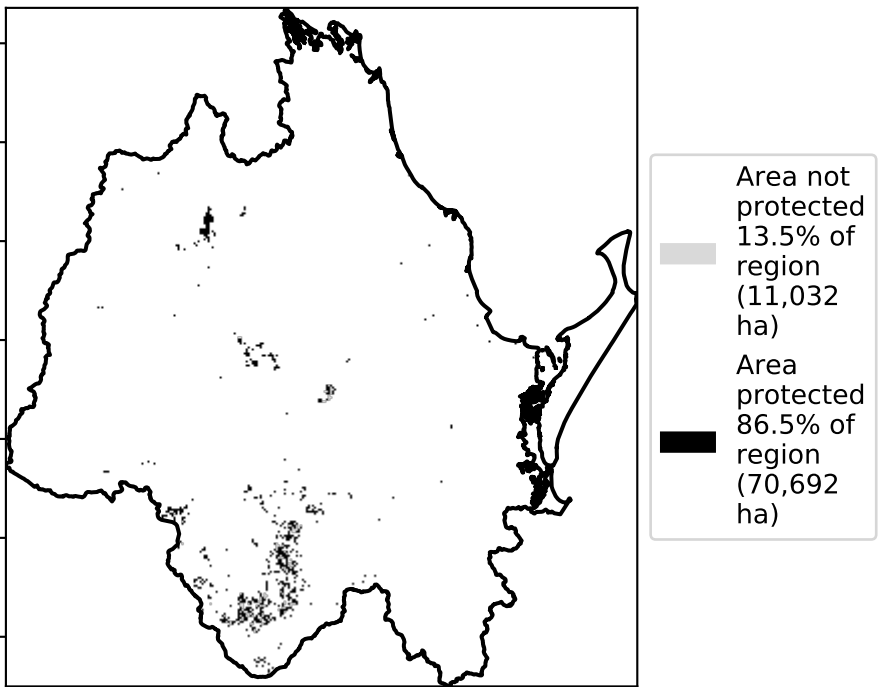 Area not
protected
13.5% of
region
(11,032
ha)
Area
protected
86.5% of
region
(70,692
ha)